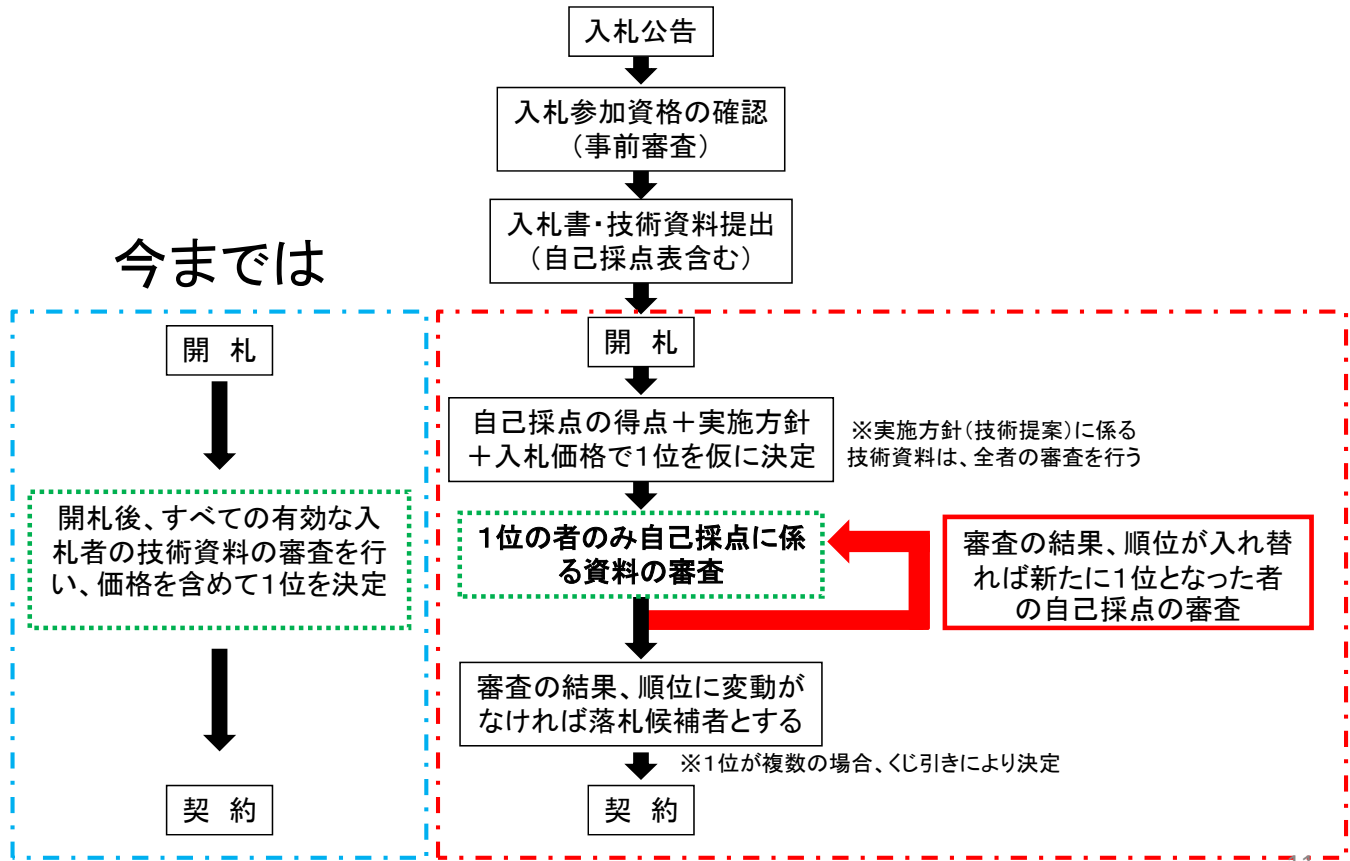 入札公告
入札参加資格の確認
(事前審査)
入札書・技術資料提出
(自己採点表含む)
今までは
開 札
開札後、すべての有効な入
札者の技術資料の審査を行
い、価格を含めて1位を決定
契 約
開 札
自己採点の得点+実施方針
+入札価格で1位を仮に決定
※実施方針(技術提案)に係る
技術資料は、全者の審査を行う
1位の者のみ自己採点に係
る資料の審査
審査の結果、順位が入れ替
れば新たに1位となった者
の自己採点の審査
審査の結果、順位に変動が
なければ落札候補者とする
※1位が複数の場合、くじ引きにより決定
契 約